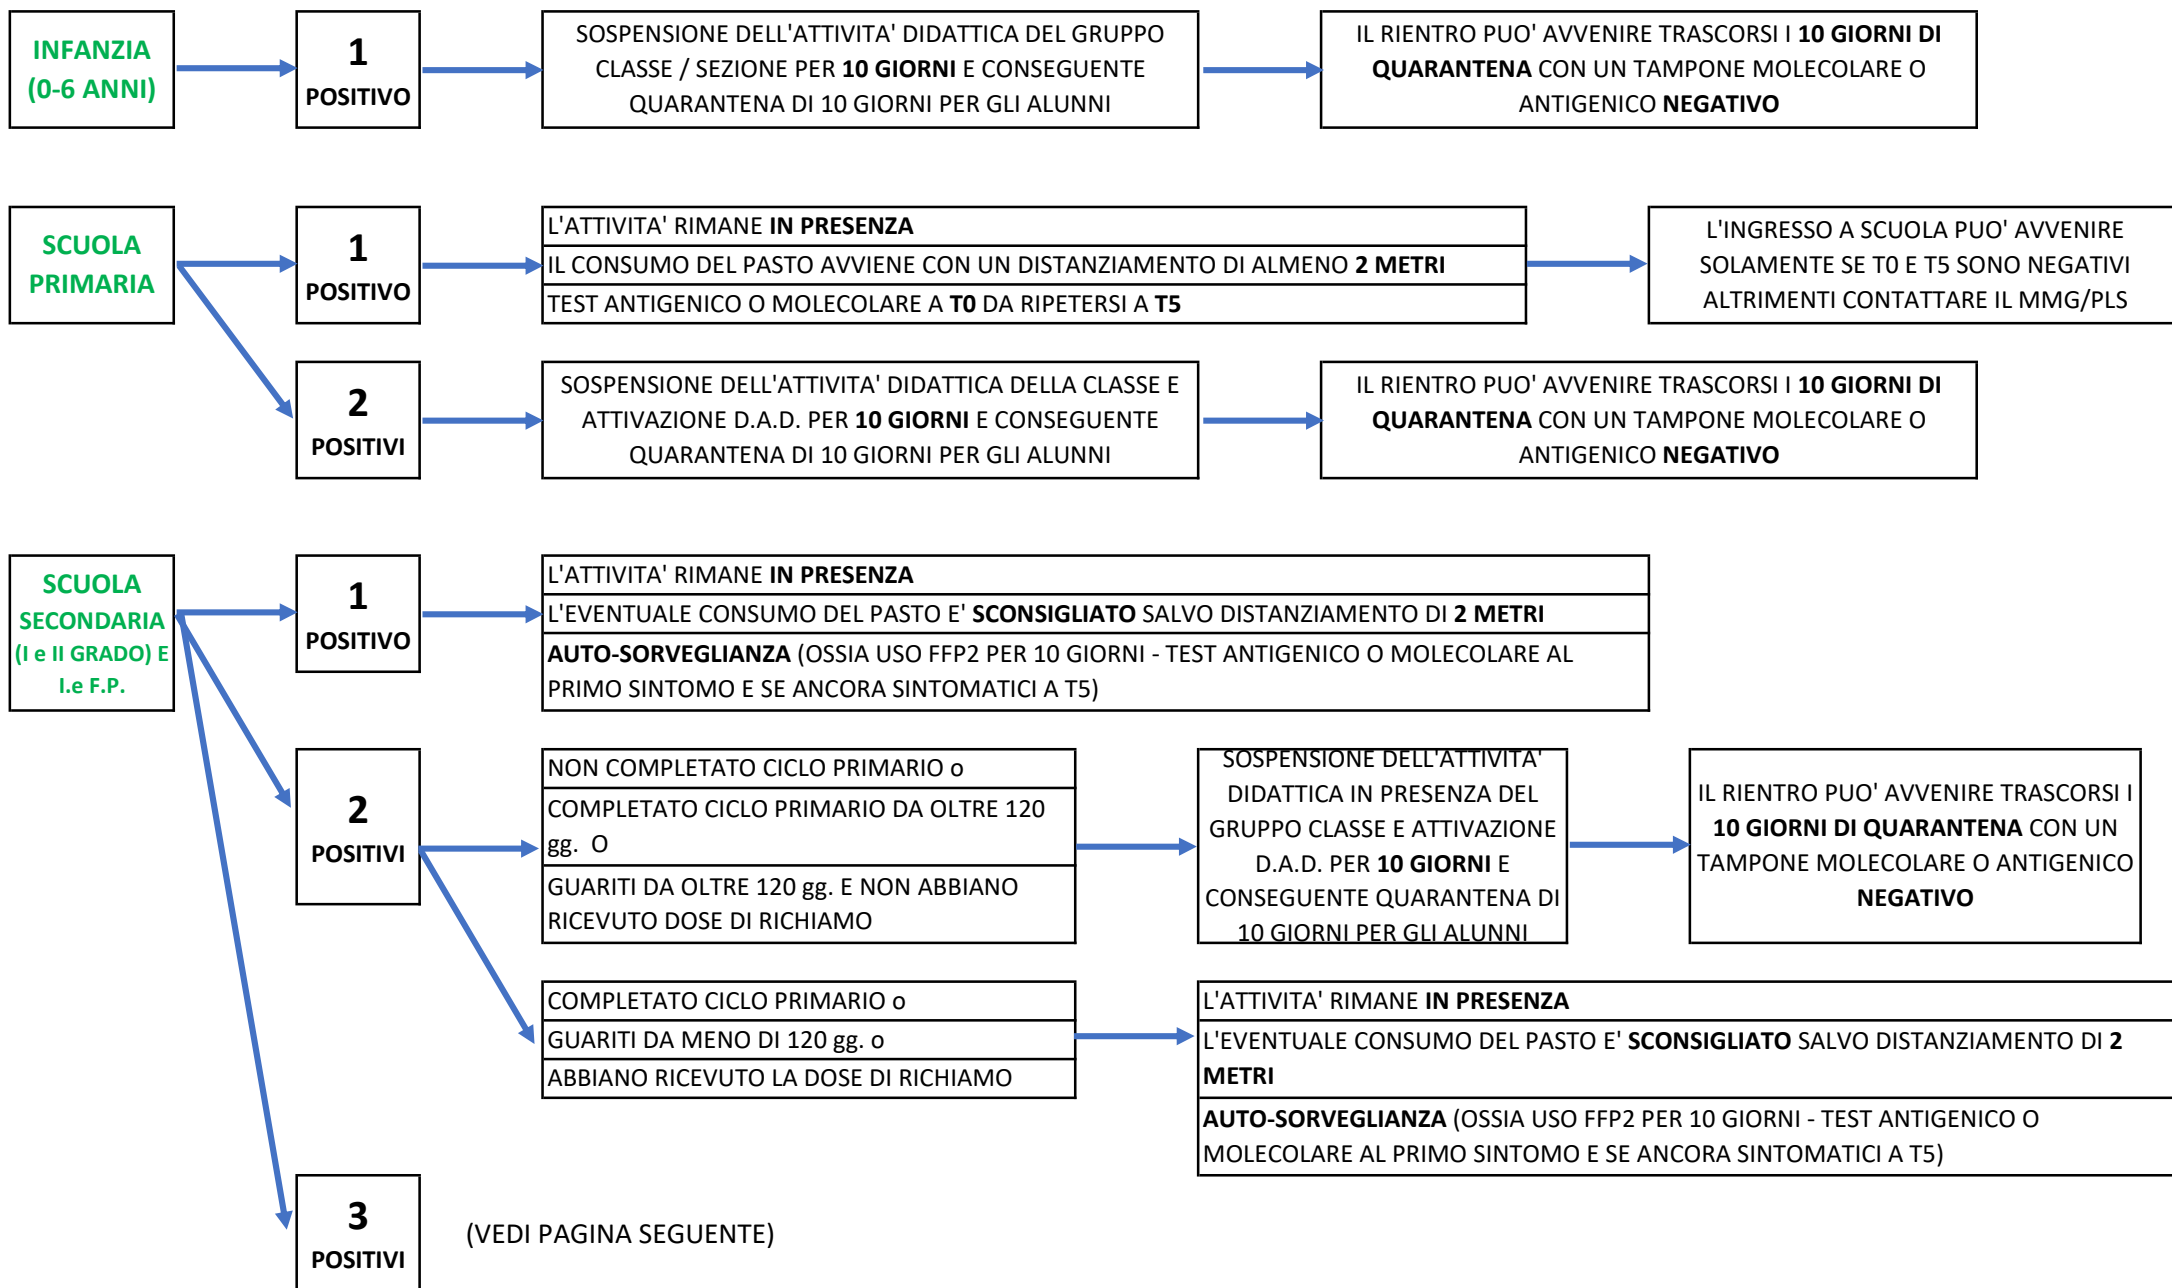 INFANZIA
(0-6 ANNI)
1
POSITIVO
SOSPENSIONE DELL'ATTIVITA' DIDATTICA DEL GRUPPO
CLASSE / SEZIONE PER 10 GIORNI E CONSEGUENTE
QUARANTENA DI 10 GIORNI PER GLI ALUNNI
IL RIENTRO PUO' AVVENIRE TRASCORSI I 10 GIORNI DI
QUARANTENA CON UN TAMPONE MOLECOLARE O
ANTIGENICO NEGATIVO
SCUOLA
PRIMARIA
1
POSITIVO
L'ATTIVITA' RIMANE IN PRESENZA
IL CONSUMO DEL PASTO AVVIENE CON UN DISTANZIAMENTO DI ALMENO 2 METRI
TEST ANTIGENICO O MOLECOLARE A T0 DA RIPETERSI A T5
L'INGRESSO A SCUOLA PUO' AVVENIRE
SOLAMENTE SE T0 E T5 SONO NEGATIVI
ALTRIMENTI CONTATTARE IL MMG/PLS
2
POSITIVI
SOSPENSIONE DELL'ATTIVITA' DIDATTICA DELLA CLASSE E
ATTIVAZIONE D.A.D. PER 10 GIORNI E CONSEGUENTE
QUARANTENA DI 10 GIORNI PER GLI ALUNNI
IL RIENTRO PUO' AVVENIRE TRASCORSI I 10 GIORNI DI
QUARANTENA CON UN TAMPONE MOLECOLARE O
ANTIGENICO NEGATIVO
SCUOLA
SECONDARIA
(I e II GRADO) E
I.e F.P.
1
POSITIVO
L'ATTIVITA' RIMANE IN PRESENZA
L'EVENTUALE CONSUMO DEL PASTO E' SCONSIGLIATO SALVO DISTANZIAMENTO DI 2 METRI
AUTO-SORVEGLIANZA (OSSIA USO FFP2 PER 10 GIORNI - TEST ANTIGENICO O MOLECOLARE AL
PRIMO SINTOMO E SE ANCORA SINTOMATICI A T5)
2
POSITIVI
NON COMPLETATO CICLO PRIMARIO o
COMPLETATO CICLO PRIMARIO DA OLTRE 120
gg. O
GUARITI DA OLTRE 120 gg. E NON ABBIANO
RICEVUTO DOSE DI RICHIAMO
SOSPENSIONE DELL'ATTIVITA'
DIDATTICA IN PRESENZA DEL
GRUPPO CLASSE E ATTIVAZIONE
D.A.D. PER 10 GIORNI E
CONSEGUENTE QUARANTENA DI
10 GIORNI PER GLI ALUNNI
IL RIENTRO PUO' AVVENIRE TRASCORSI I
10 GIORNI DI QUARANTENA CON UN
TAMPONE MOLECOLARE O ANTIGENICO
NEGATIVO
COMPLETATO CICLO PRIMARIO o
GUARITI DA MENO DI 120 gg. o
ABBIANO RICEVUTO LA DOSE DI RICHIAMO
L'ATTIVITA' RIMANE IN PRESENZA
L'EVENTUALE CONSUMO DEL PASTO E' SCONSIGLIATO SALVO DISTANZIAMENTO DI 2
METRI
AUTO-SORVEGLIANZA (OSSIA USO FFP2 PER 10 GIORNI - TEST ANTIGENICO O
MOLECOLARE AL PRIMO SINTOMO E SE ANCORA SINTOMATICI A T5)
3
POSITIVI
(VEDI PAGINA SEGUENTE)